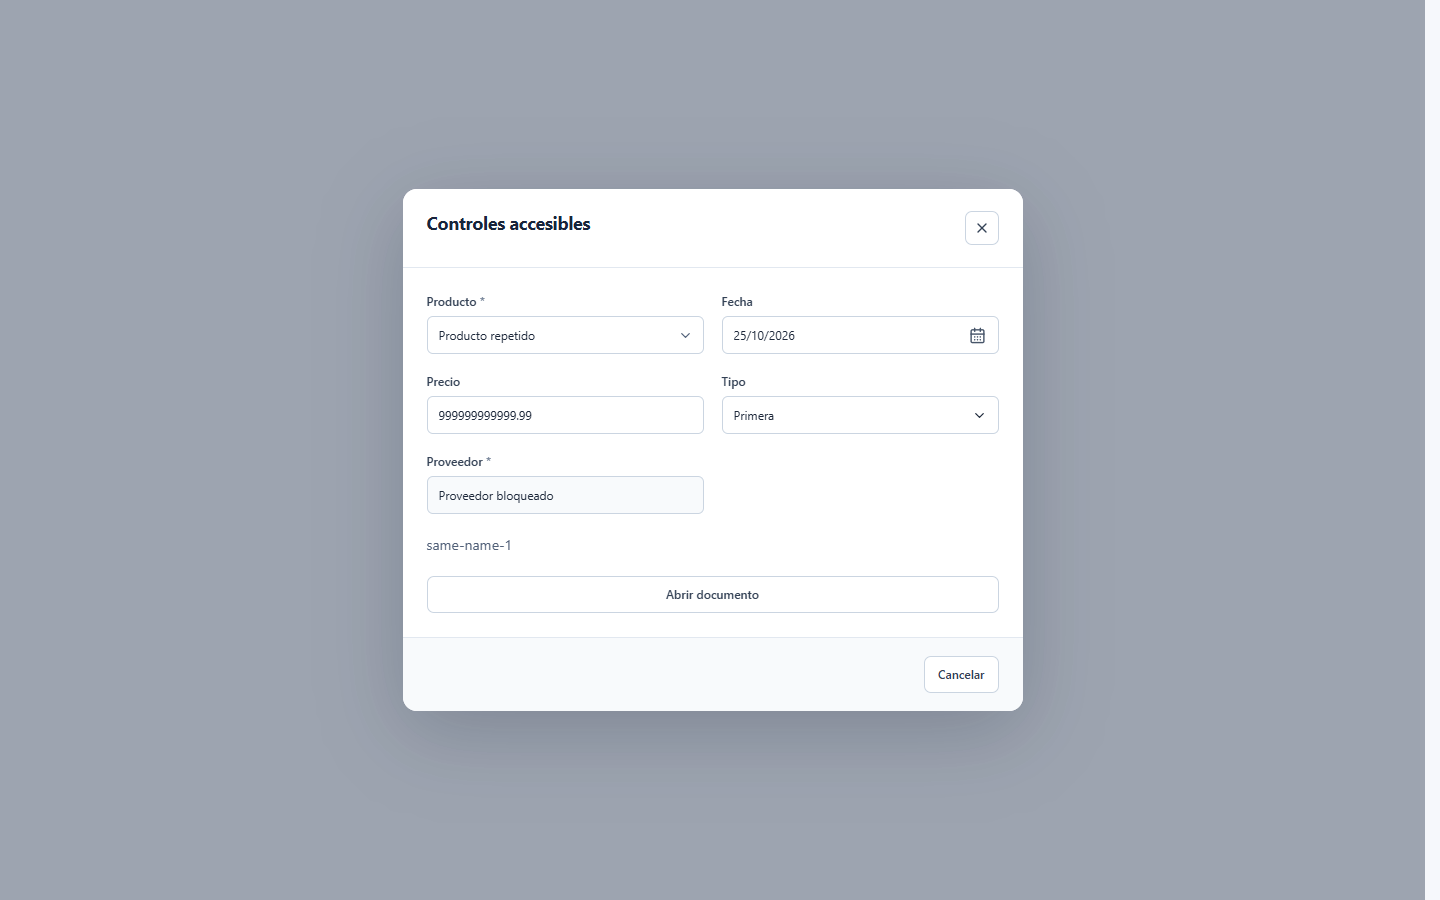 Controles accesibles
Producto *
Fecha
Producto repetido
25/10/2026
Precio
Tipo
999999999999.99
Primera
Proveedor *
Proveedor bloqueado
same-name-1
Abrir documento
Cancelar